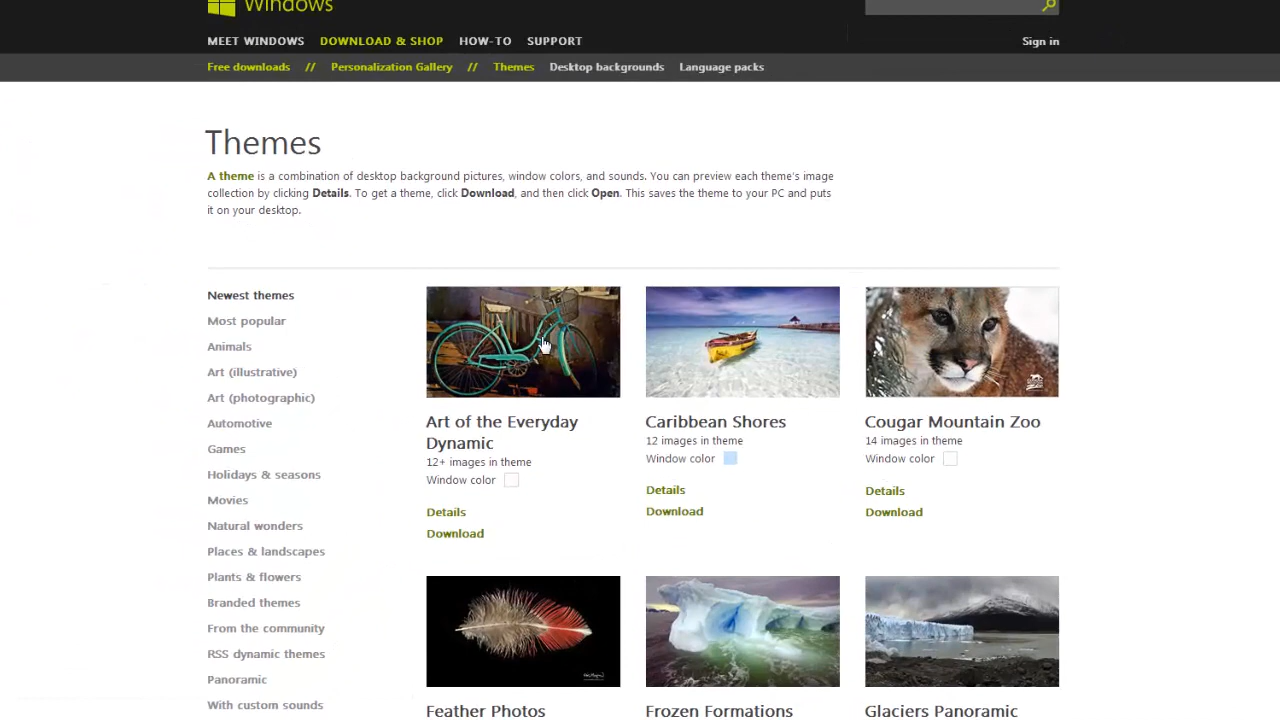 Windows
MEET WINDOWS DOWNLOAD & SHOP HOW-TO SUPPORT
Sign in
Free downloads // Personalization Gallery // Themes Desktop backgrounds Language packs
Themes
A theme is a combination of desktop background pictures, window colors, and sounds. You can preview each theme's image
collection by clicking Details. To get a theme, click Download, and then click Open. This saves the theme to your PC and puts
it on your desktop.
Newest themes
Most popular
Animals
Art (illustrative)
Art (photographic)
Automotive
Games
Holidays & seasons
Movies
Natural wonders
Places & landscapes
Plants & flowers
Branded themes
From the community
RSS dynamic themes
Panoramic
With custom sounds
Art of the Everyday
Dynamic
12+ images in theme
Window color
Details
Download
Caribbean Shores
12 images in theme
Window color
Details
Download
Cougar Mountain Zoo
14 images in theme
Window color
Details
Download
Feather Photos
Frozen Formations
Glaciers Panoramic